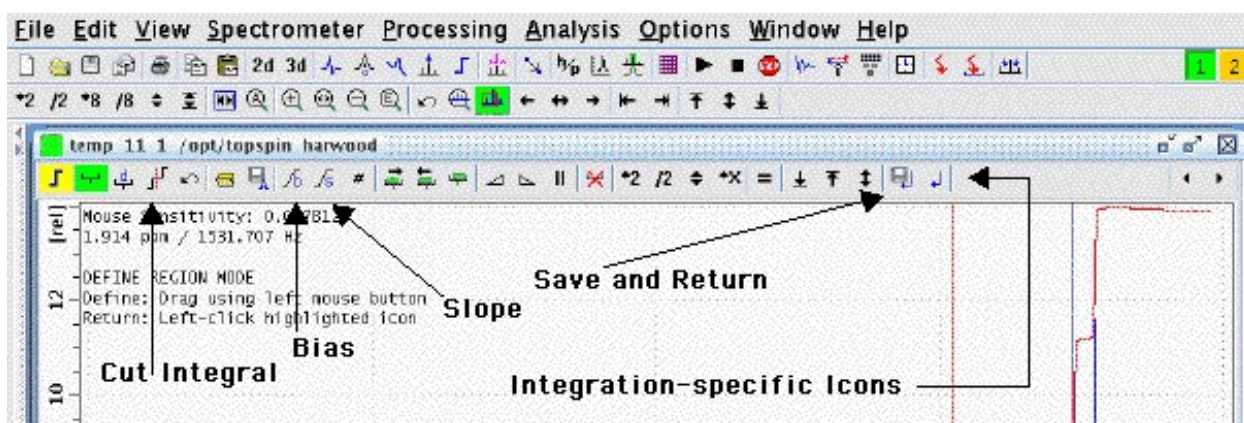 File Edit View Spectrometer Processing Analysis Options Window Help
2d 3d 1 2
*2 /2 *8 /8
temp 11 1 /opt/topspin harwood
*2 /2 *X =
[rel]
Mouse Sensitivity:
1.914 ppm / 1531.707 Hz
DEFINE REGION MODE
Save and Return
12
Define: Drag using left mouse button
Slope
Return: Left-click highlighted icon
Bias
Cut Integral
Integration-specific Icons
10